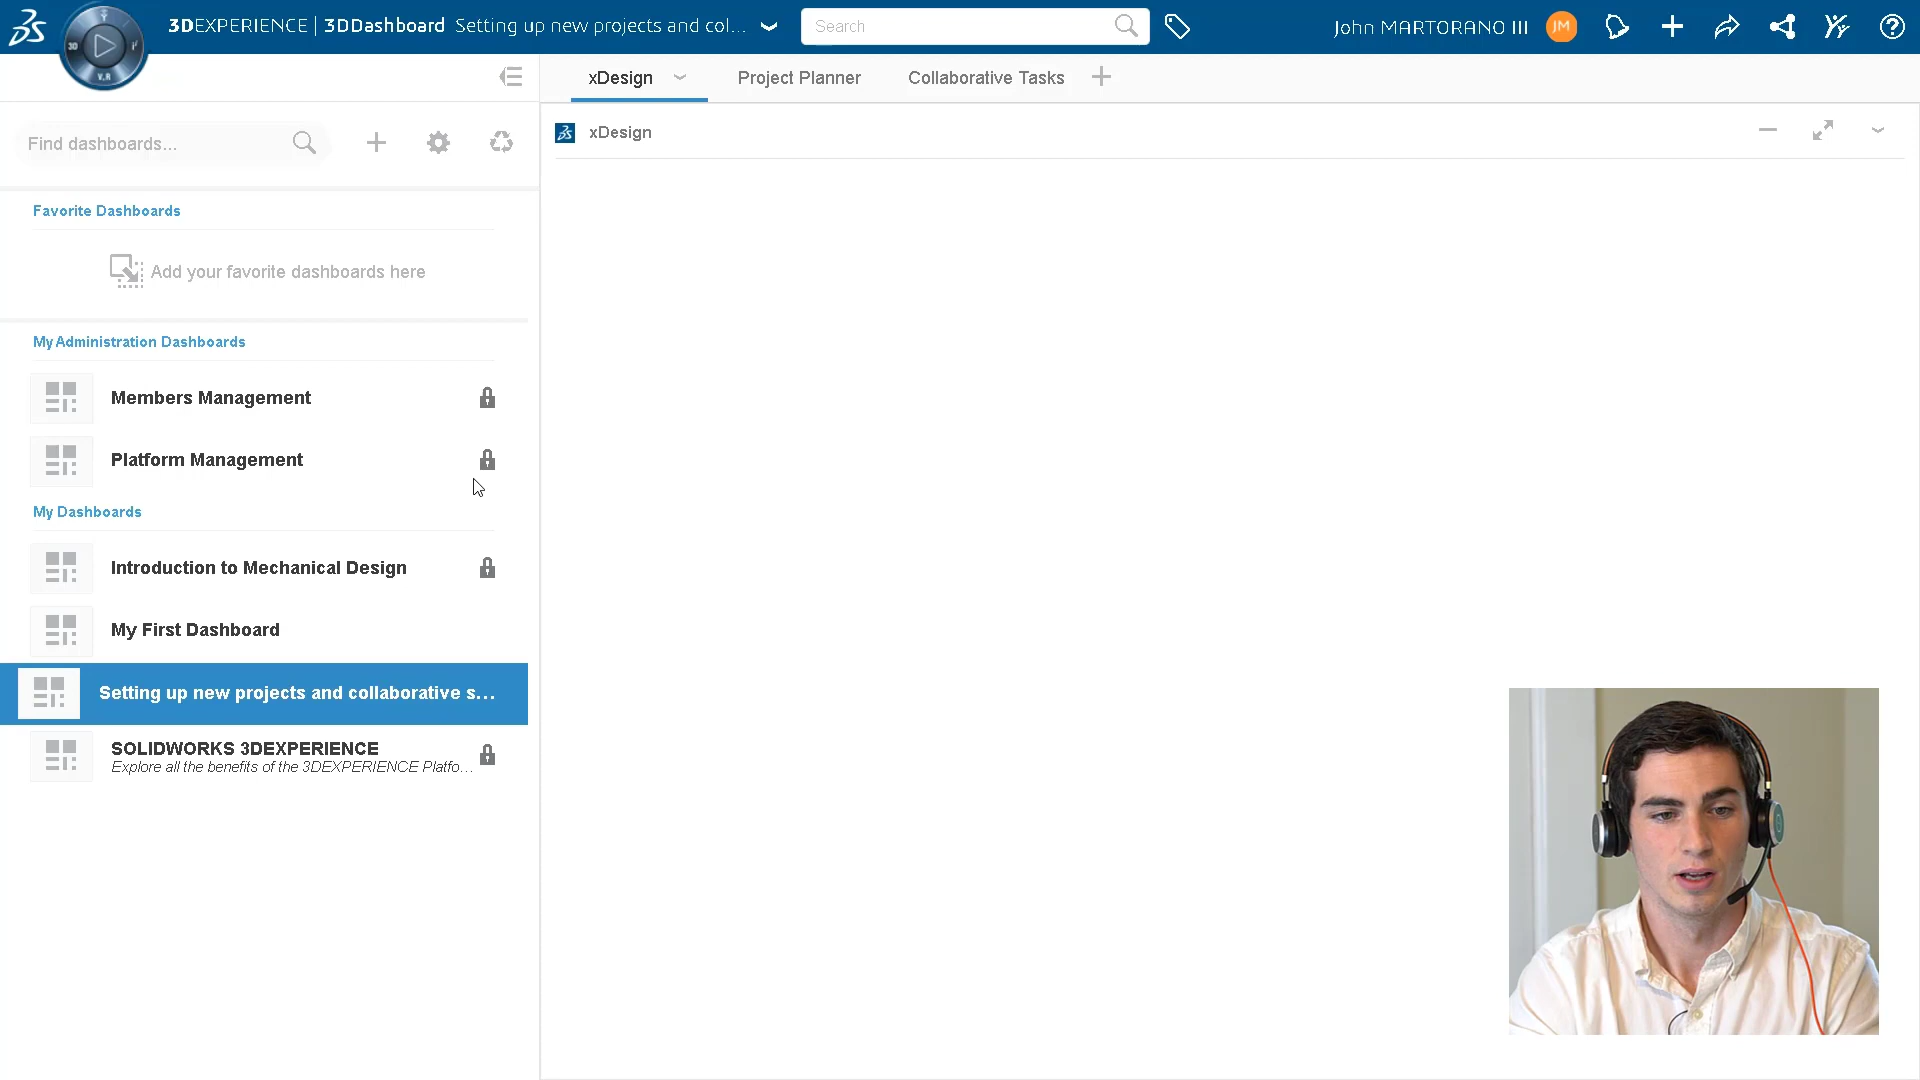 3DEXPERIENCE | 3DDashboard Setting up new projects and col...
Search
John MARTORANO III
JM
3D
V.R
xDesign
Project Planner
Collaborative Tasks
Find dashboards...
xDesign
Favorite Dashboards
Add your favorite dashboards here
My Administration Dashboards
Members Management
Platform Management
My Dashboards
Introduction to Mechanical Design
My First Dashboard
Setting up new projects and collaborative s...
SOLIDWORKS 3DEXPERIENCE
Explore all the benefits of the 3DEXPERIENCE Platfo...